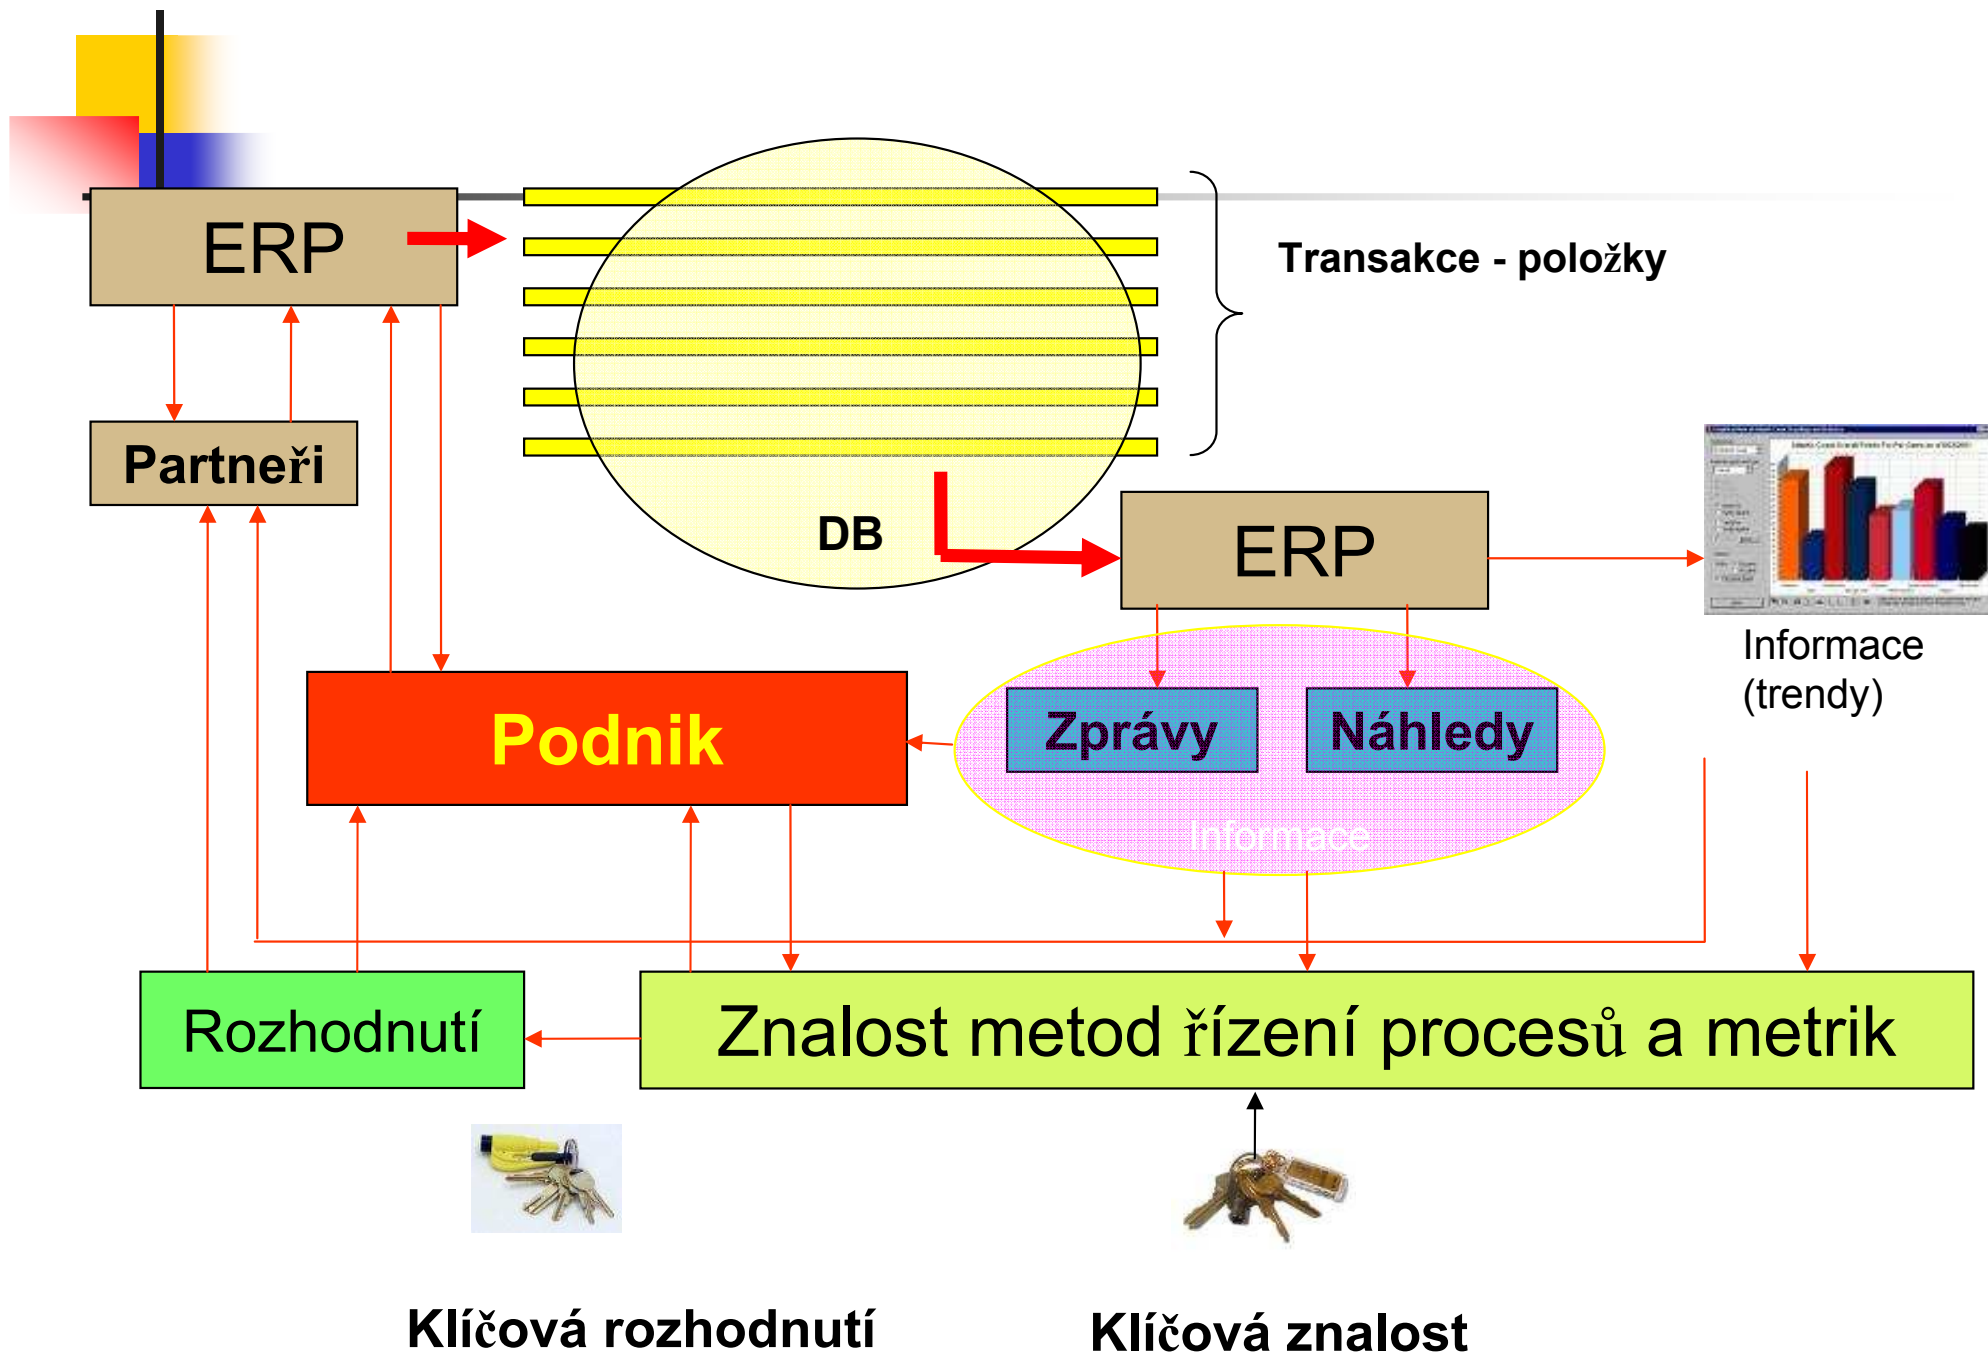 ERP
Transakce - položky
Partneři
DB
ERP
Informace
(trendy)
Podnik
Zprávy
Náhledy
Informace
Rozhodnutí
Znalost metod řízení procesů a metrik
Klíčová rozhodnutí
Klíčová znalost